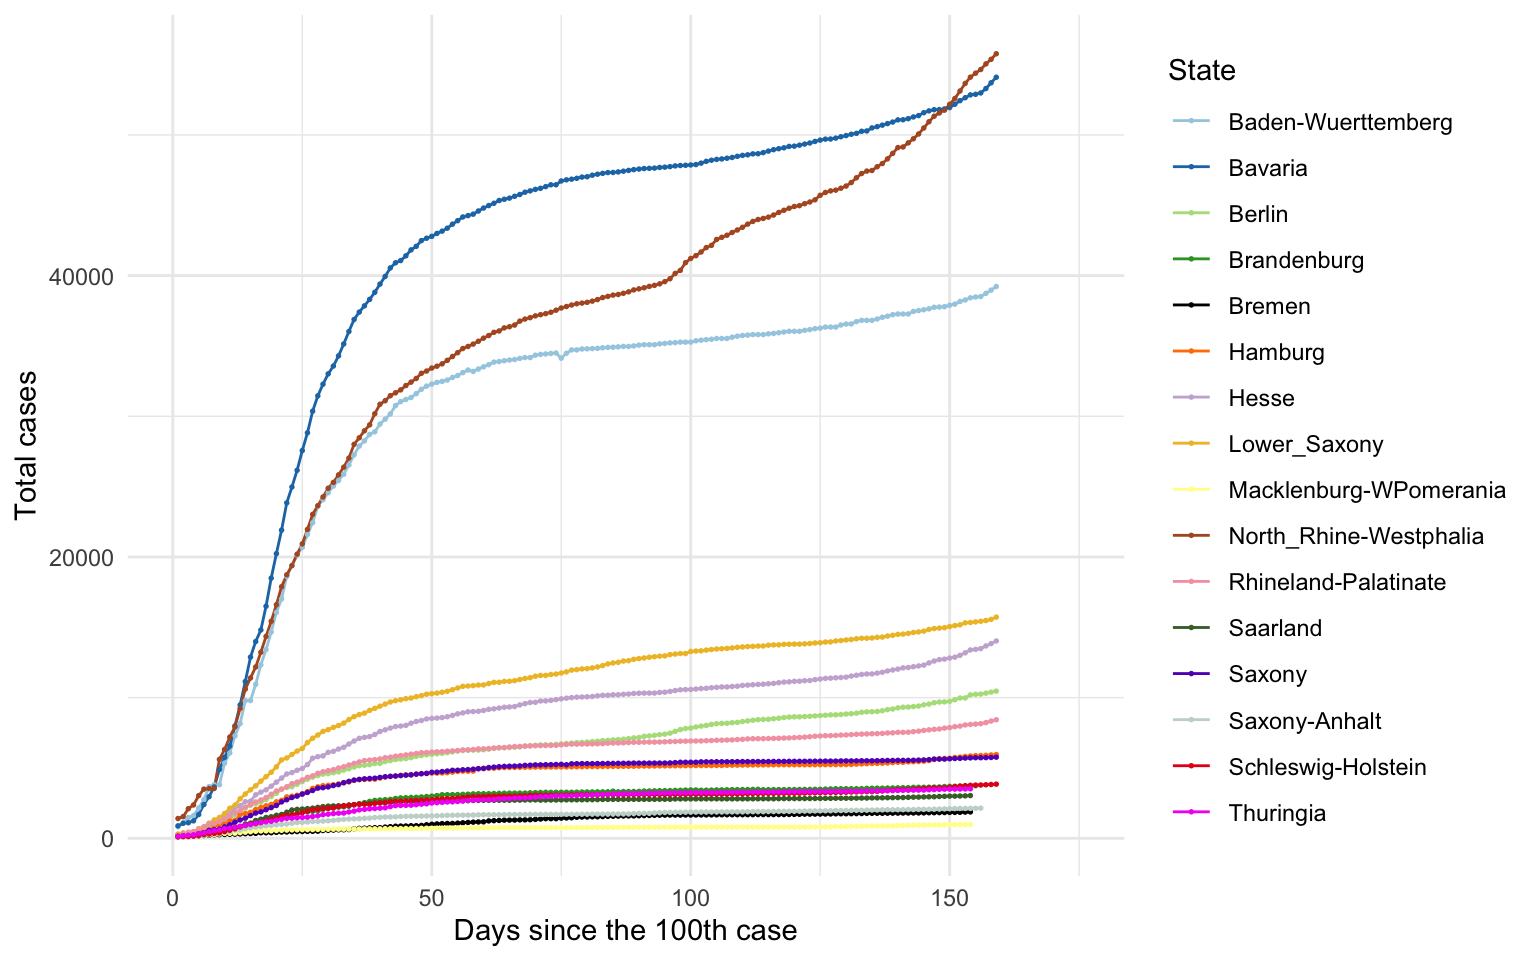 State
Baden-Wuerttemberg
Bavaria
Berlin
Brandenburg
Bremen
Hamburg
Hesse
Lower_Saxony
Macklenburg-WPomerania
North_Rhine-Westphalia
Rhineland-Palatinate
Saarland
Saxony
Saxony-Anhalt
Schleswig-Holstein
Thuringia
Total cases
40000
20000
0
0 50 100 150
Days since the 100th case